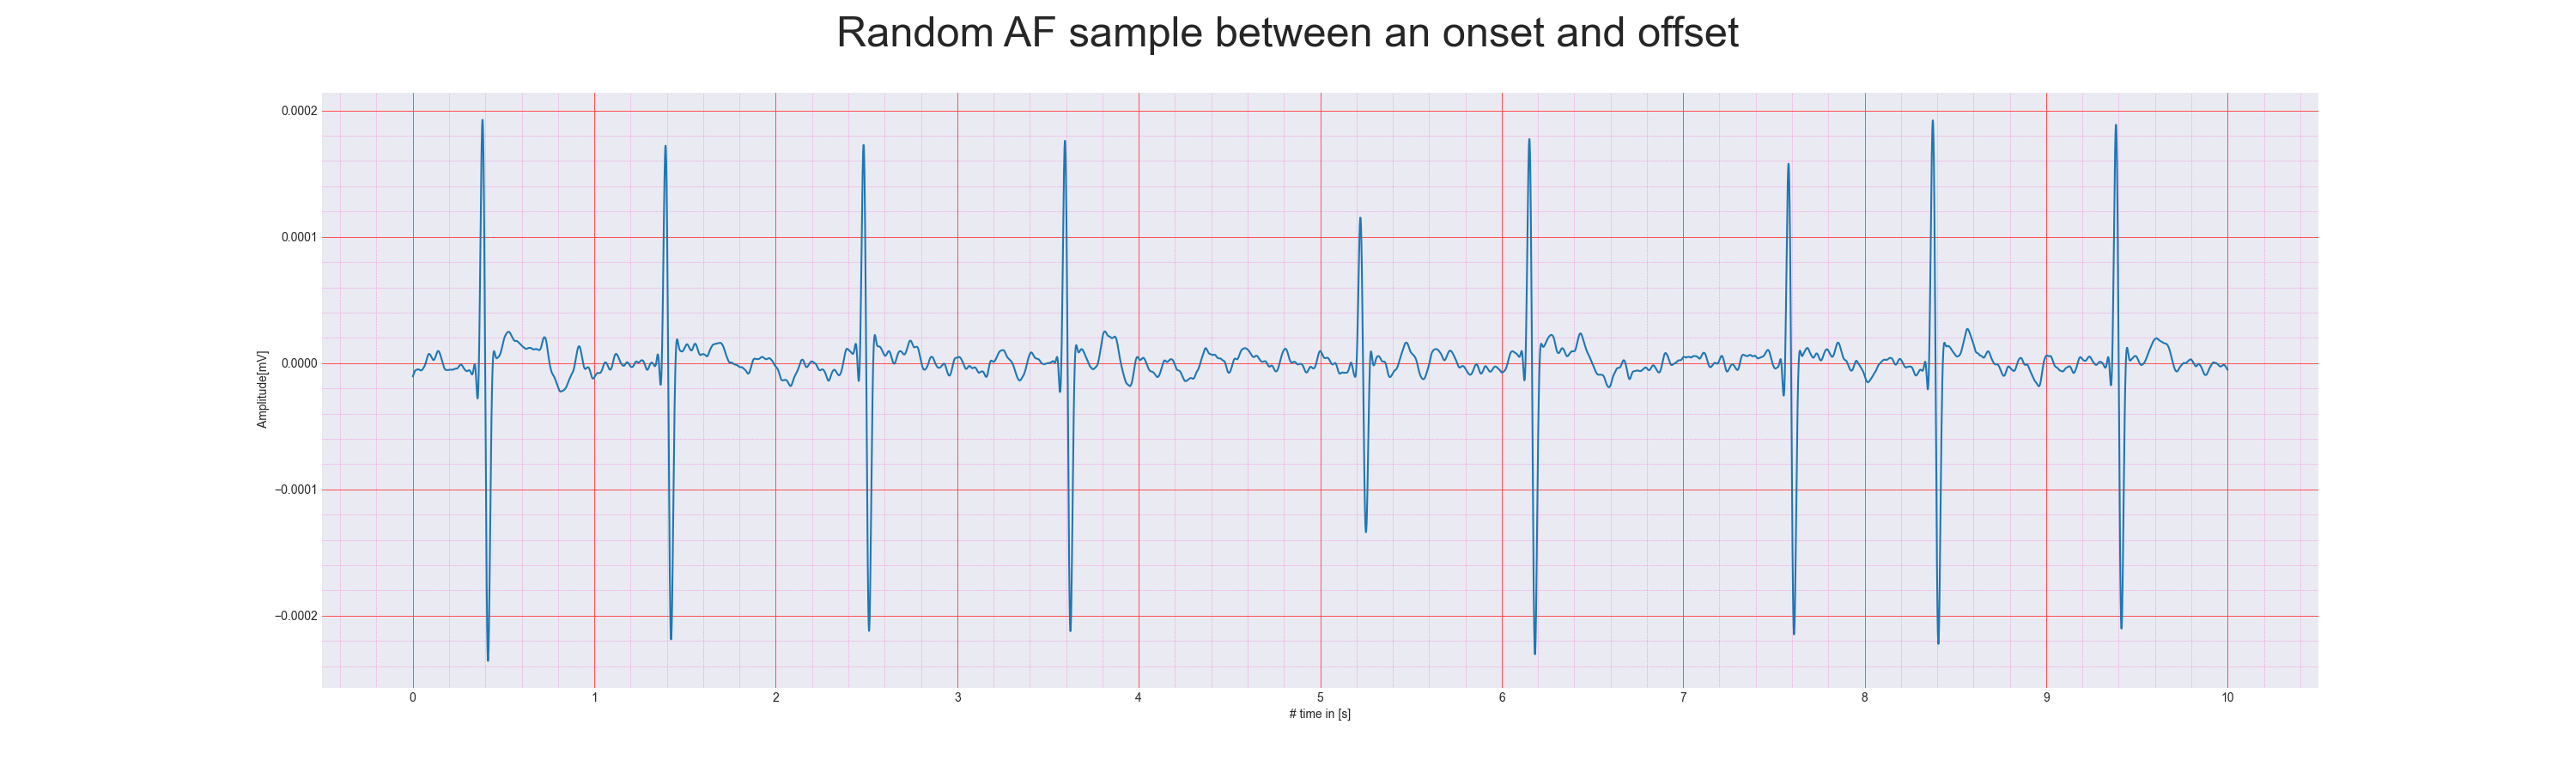 Random AF sample between an onset and offset
0.0002
0.0001
0.0000
−0.0001
−0.0002
Amplitude[mV]
0 1 2 3 4 5 6 7 8 9 10
# time in [s]